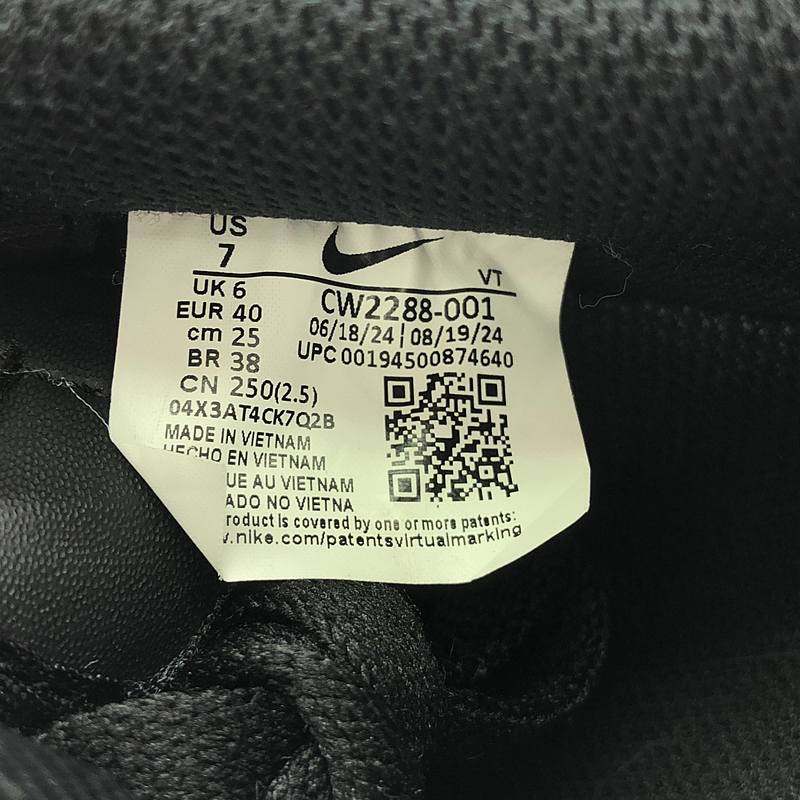 US
7
VT
UK 6
EUR 40
cm 25
BR 38
CN 250(2.5)
CW2288-001
06/18/24 | 08/19/24
UPC 00194500874640
04X3AT4CK7Q2B
MADE IN VIETNAM
HECHO EN VIETNAM
UE AU VIETNAM
ADO NO VIETNA
roduct is covered by one or more patents:
.nike.com/patentsvirtualmarking